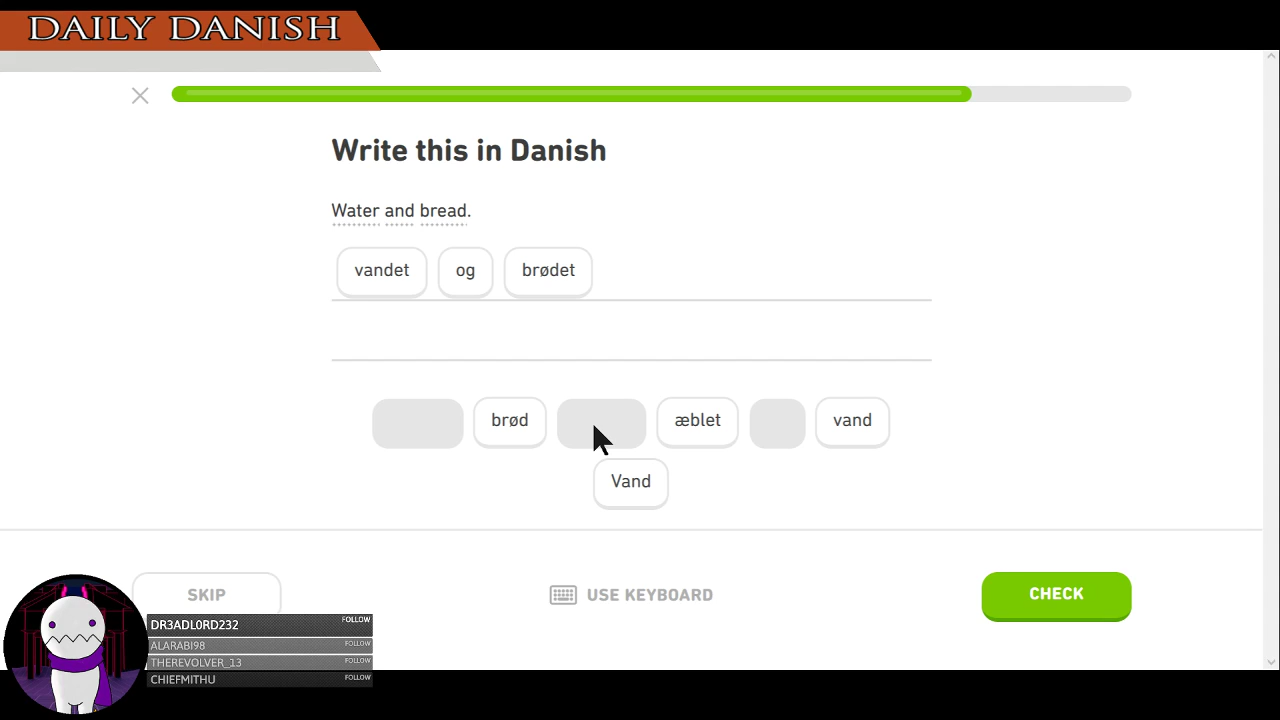 DAILY DANISH
Write this in Danish
Water and bread.
vandet og brødet
brød æblet vand
Vand
SKIP
USE KEYBOARD
CHECK
DR3ADL0RD232 FOLLOW
ALARABI98 FOLLOW
THEREVOLVER_13 FOLLOW
CHIEFMITHU FOLLOW